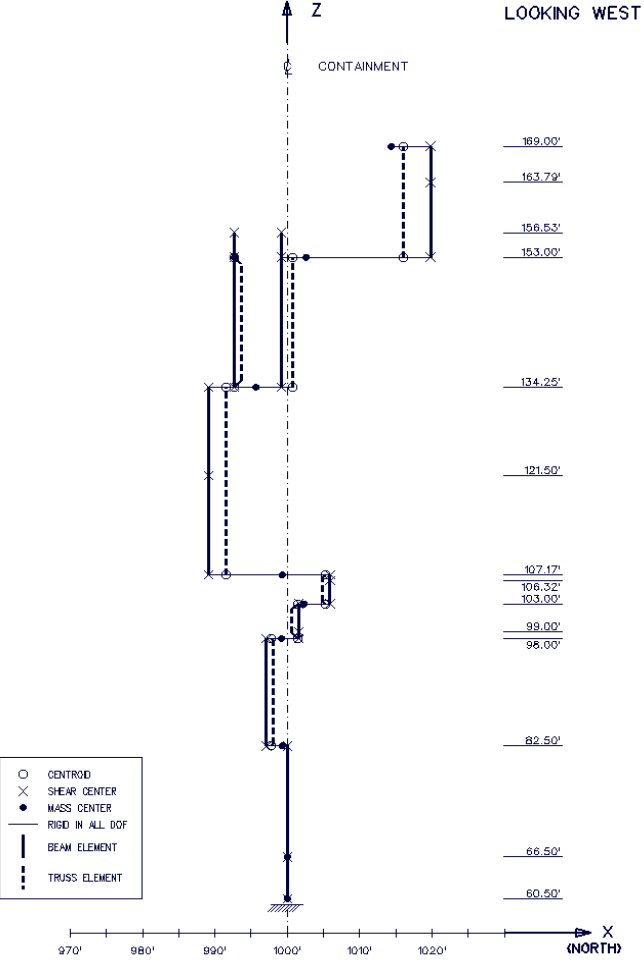 Z
LOOKING WEST
℄ CONTAINMENT
169.00'
163.79'
156.53'
153.00'
134.25'
121.50'
107.17'
106.32'
103.00'
99.00'
98.00'
82.50'
66.50'
60.50'
CENTROID
SHEAR CENTER
MASS CENTER
RIGID IN ALL DOF
BEAM ELEMENT
TRUSS ELEMENT
X
(NORTH)
970' 980' 990' 1000' 1010' 1020'